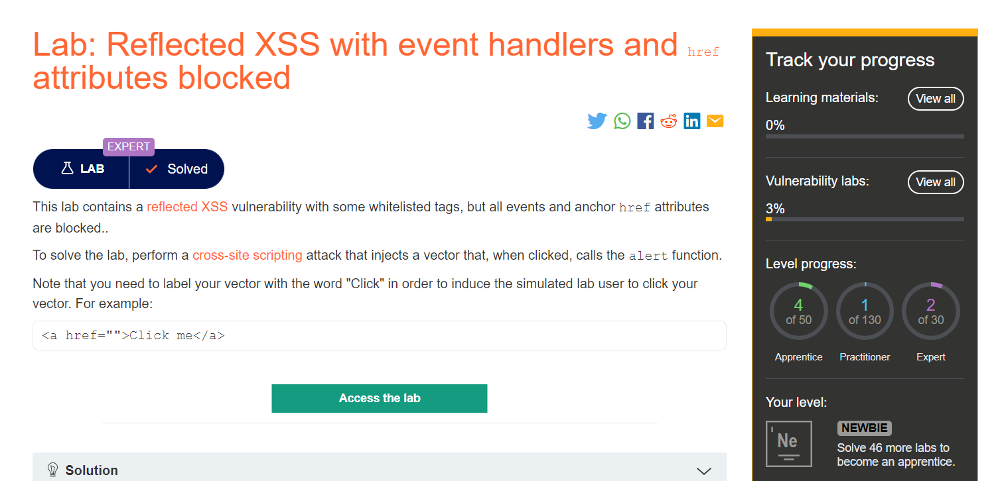 Lab: Reflected XSS with event handlers and href
attributes blocked
EXPERT
LAB
Solved
This lab contains a reflected XSS vulnerability with some whitelisted tags, but all events and anchor href attributes
are blocked..
To solve the lab, perform a cross-site scripting attack that injects a vector that, when clicked, calls the alert function.
Note that you need to label your vector with the word "Click" in order to induce the simulated lab user to click your
vector. For example:
<a href="">Click me</a>
Access the lab
Solution
Track your progress
Learning materials:
View all
0%
Vulnerability labs:
View all
3%
Level progress:
4
of 50
1
of 130
2
of 30
Apprentice
Practitioner
Expert
Your level:
Ne
NEWBIE
Solve 46 more labs to
become an apprentice.